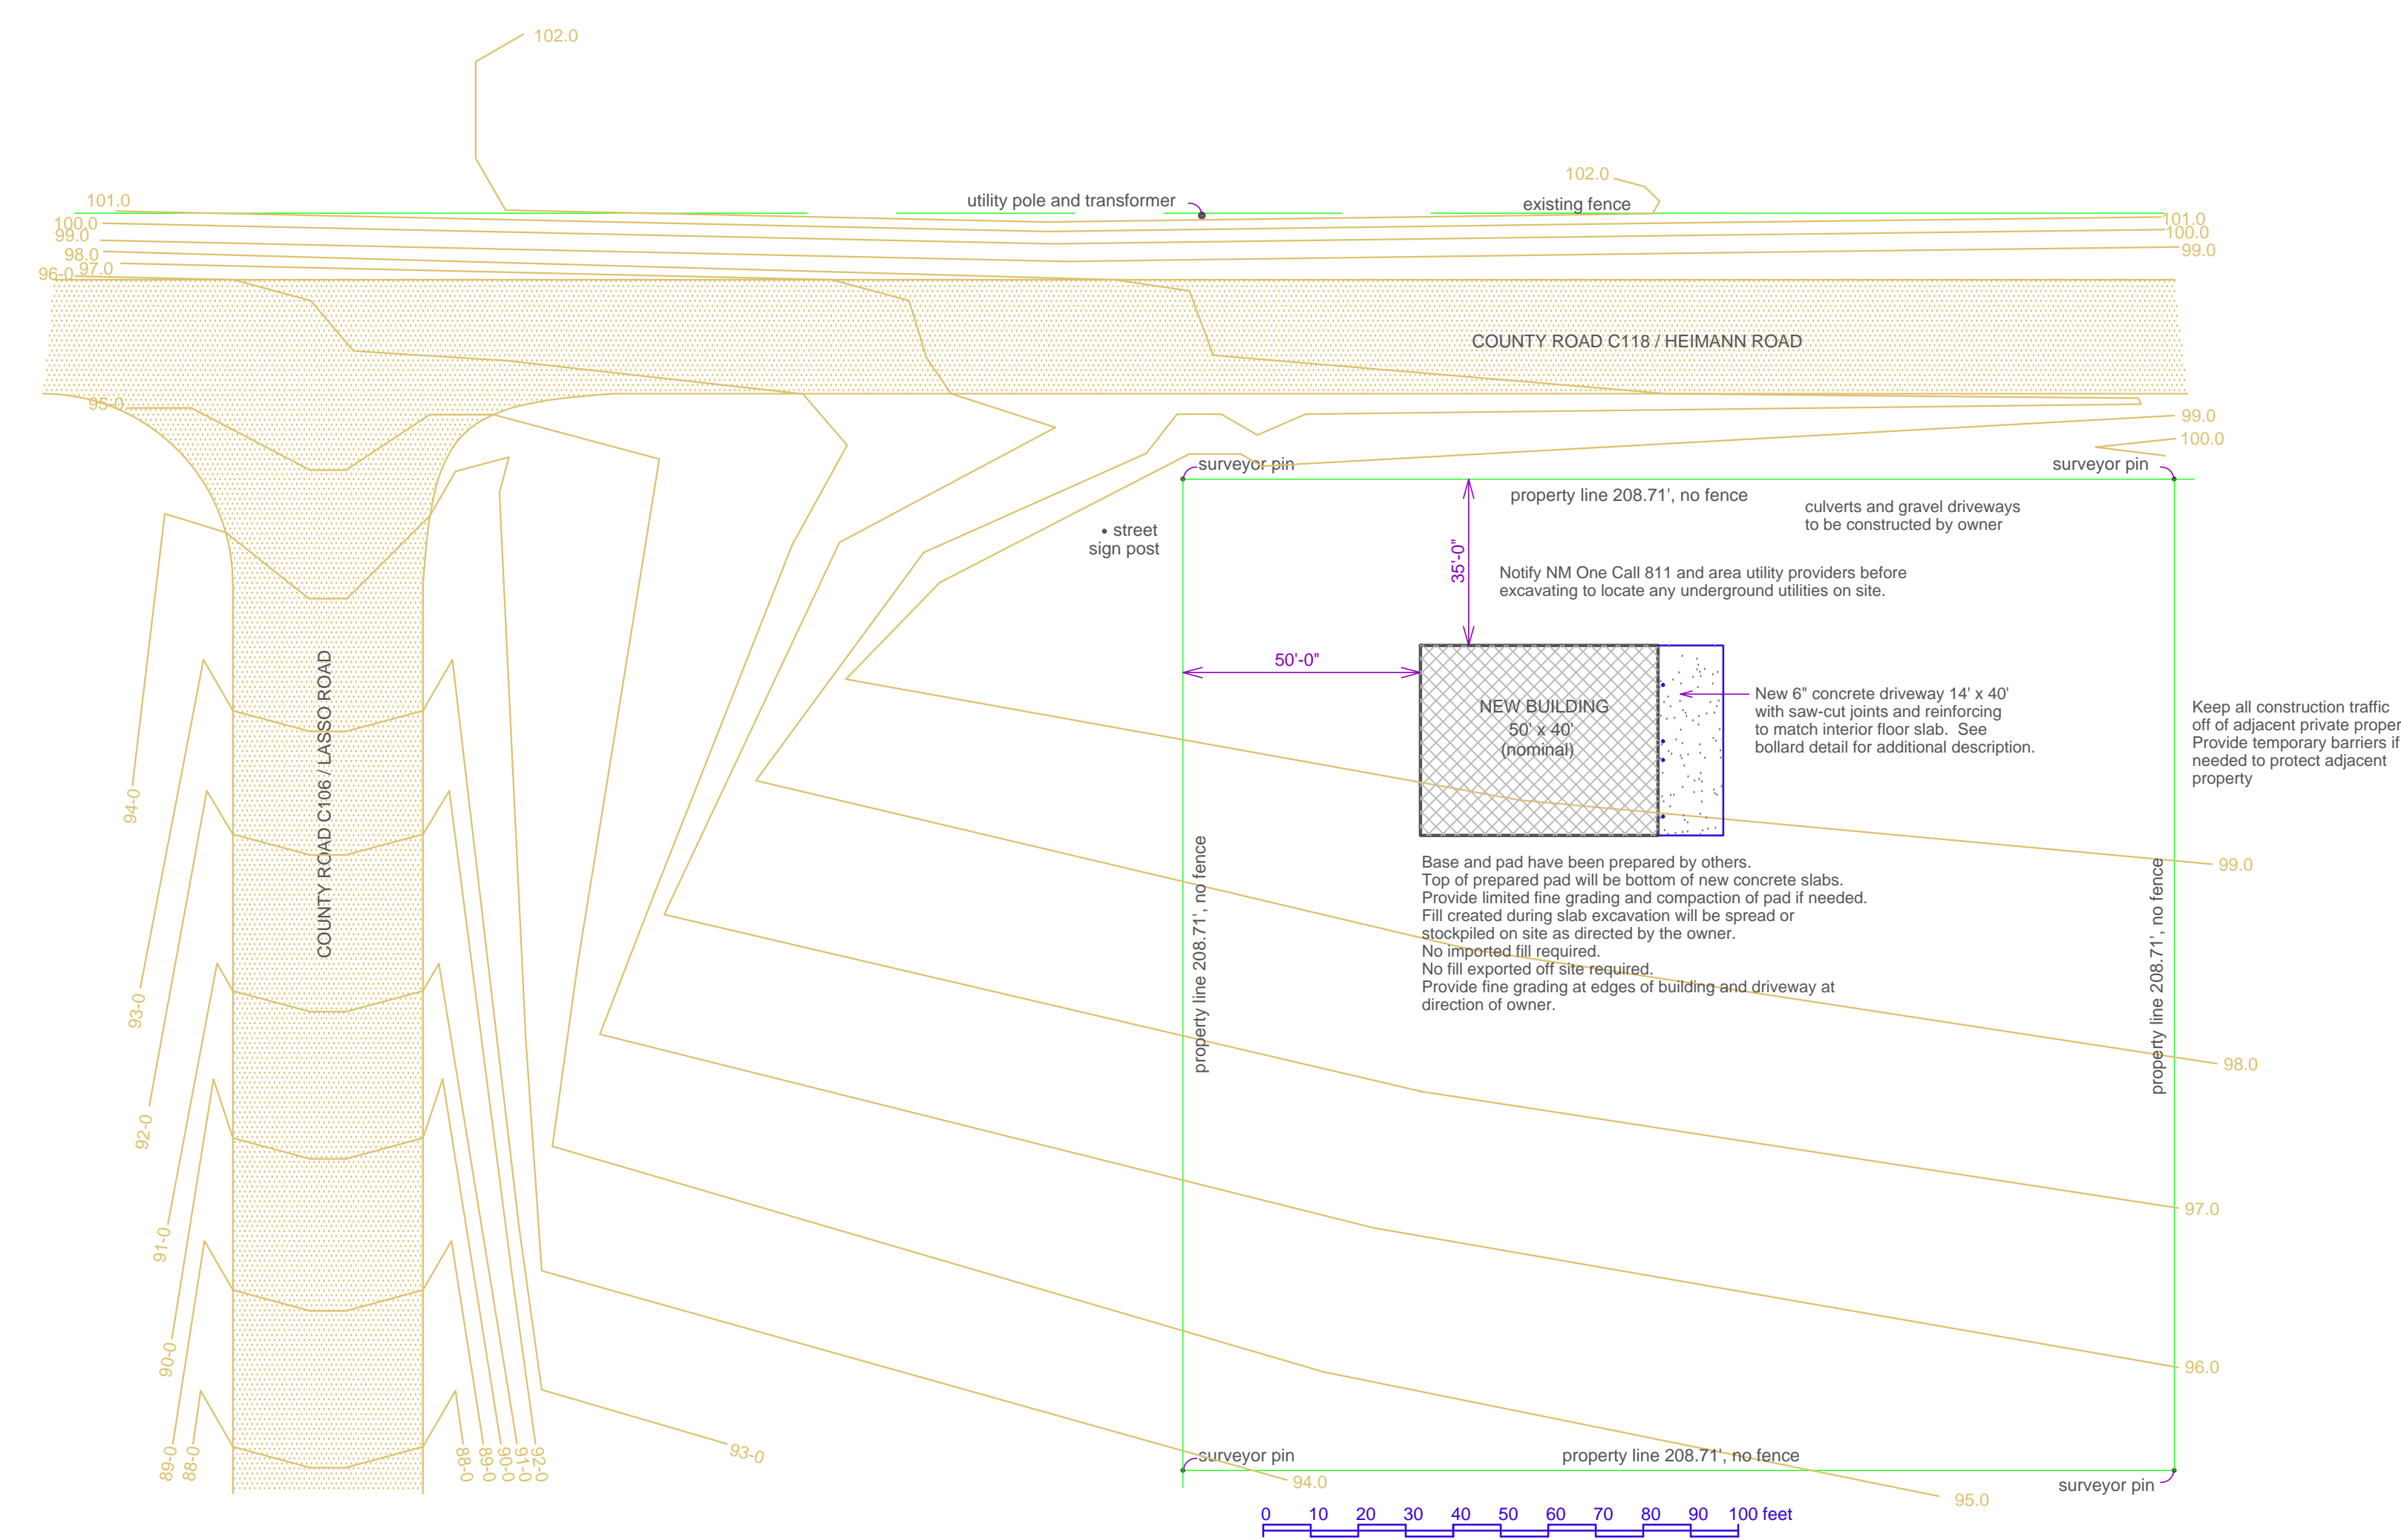 102.0
102.0
101.0
utility pole and transformer
existing fence
100.0
99.0
98.0
96-0
97.0
101.0
100.0
99.0
COUNTY ROAD C118 / HEIMANN ROAD
95-0
99.0
100.0
surveyor pin
surveyor pin
property line 208.71', no fence
culverts and gravel driveways
to be constructed by owner
street
sign post
35'-0"
Notify NM One Call 811 and area utility providers before
excavating to locate any underground utilities on site.
50'-0"
NEW BUILDING
50' x 40'
(nominal)
New 6" concrete driveway 14' x 40'
with saw-cut joints and reinforcing
to match interior floor slab. See
bollard detail for additional description.
Keep all construction traffic
off of adjacent private proper
Provide temporary barriers if
needed to protect adjacent
property
COUNTY ROAD C106 / LASSO ROAD
94-0
93-0
92-0
91-0
90-0
89-0
88-0
property line 208.71', no fence
Base and pad have been prepared by others.
Top of prepared pad will be bottom of new concrete slabs.
Provide limited fine grading and compaction of pad if needed.
Fill created during slab excavation will be spread or
stockpiled on site as directed by the owner.
No imported fill required.
No fill exported off site required.
Provide fine grading at edges of building and driveway at
direction of owner.
property line 208.71', no fence
99.0
98.0
97.0
96.0
88-0
89-0
90-0
91-0
92-0
93-0
surveyor pin
property line 208.71', no fence
94.0
surveyor pin
95.0
0 10 20 30 40 50 60 70 80 90 100 feet